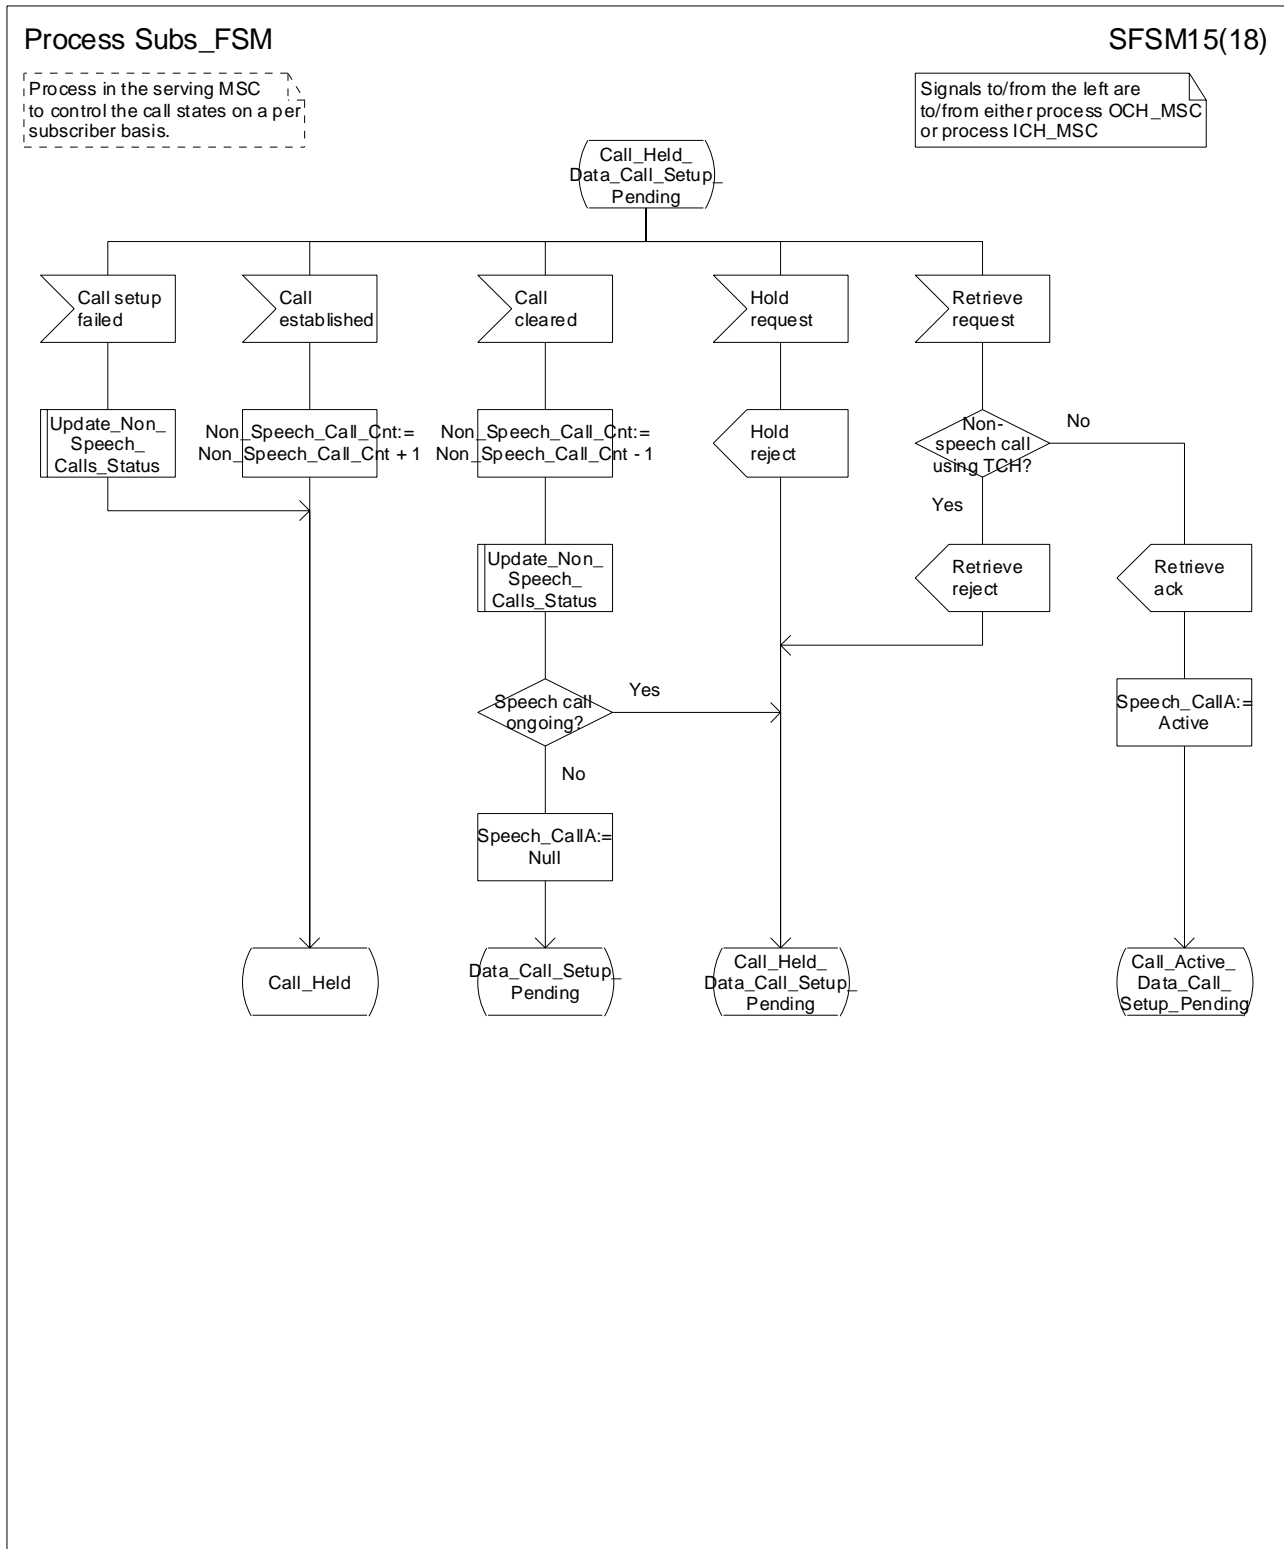 Process Subs_FSM
SFSM15(18)
Process in the serving MSC
to control the call states on a per
subscriber basis.
Signals to/from the left are
to/from either process OCH_MSC
or process ICH_MSC
Call_Held_
Data_Call_Setup_
Pending
Call setup
failed
Call
established
Call
cleared
Hold
request
Retrieve
request
Update_Non_
Speech_
Calls_Status
Non_Speech_Call_Cnt:=
Non_Speech_Call_Cnt + 1
Non_Speech_Call_Cnt:=
Non_Speech_Call_Cnt - 1
Hold
reject
Non-
speech call
using TCH?
No
Yes
Update_Non_
Speech_
Calls_Status
Retrieve
reject
Retrieve
ack
Speech call
ongoing?
Yes
No
Speech_CallA:=
Active
Speech_CallA:=
Null
Call_Held
Data_Call_Setup_
Pending
Call_Held_
Data_Call_Setup_
Pending
Call_Active_
Data_Call_
Setup_Pending